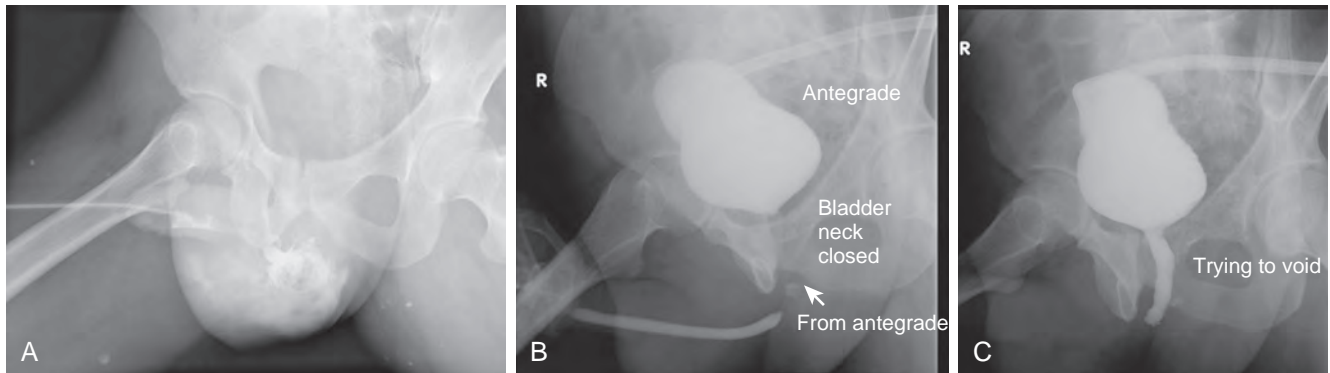 A
R
Antegrade
Bladder
neck
closed
From antegrade
B
R
Trying to void
C